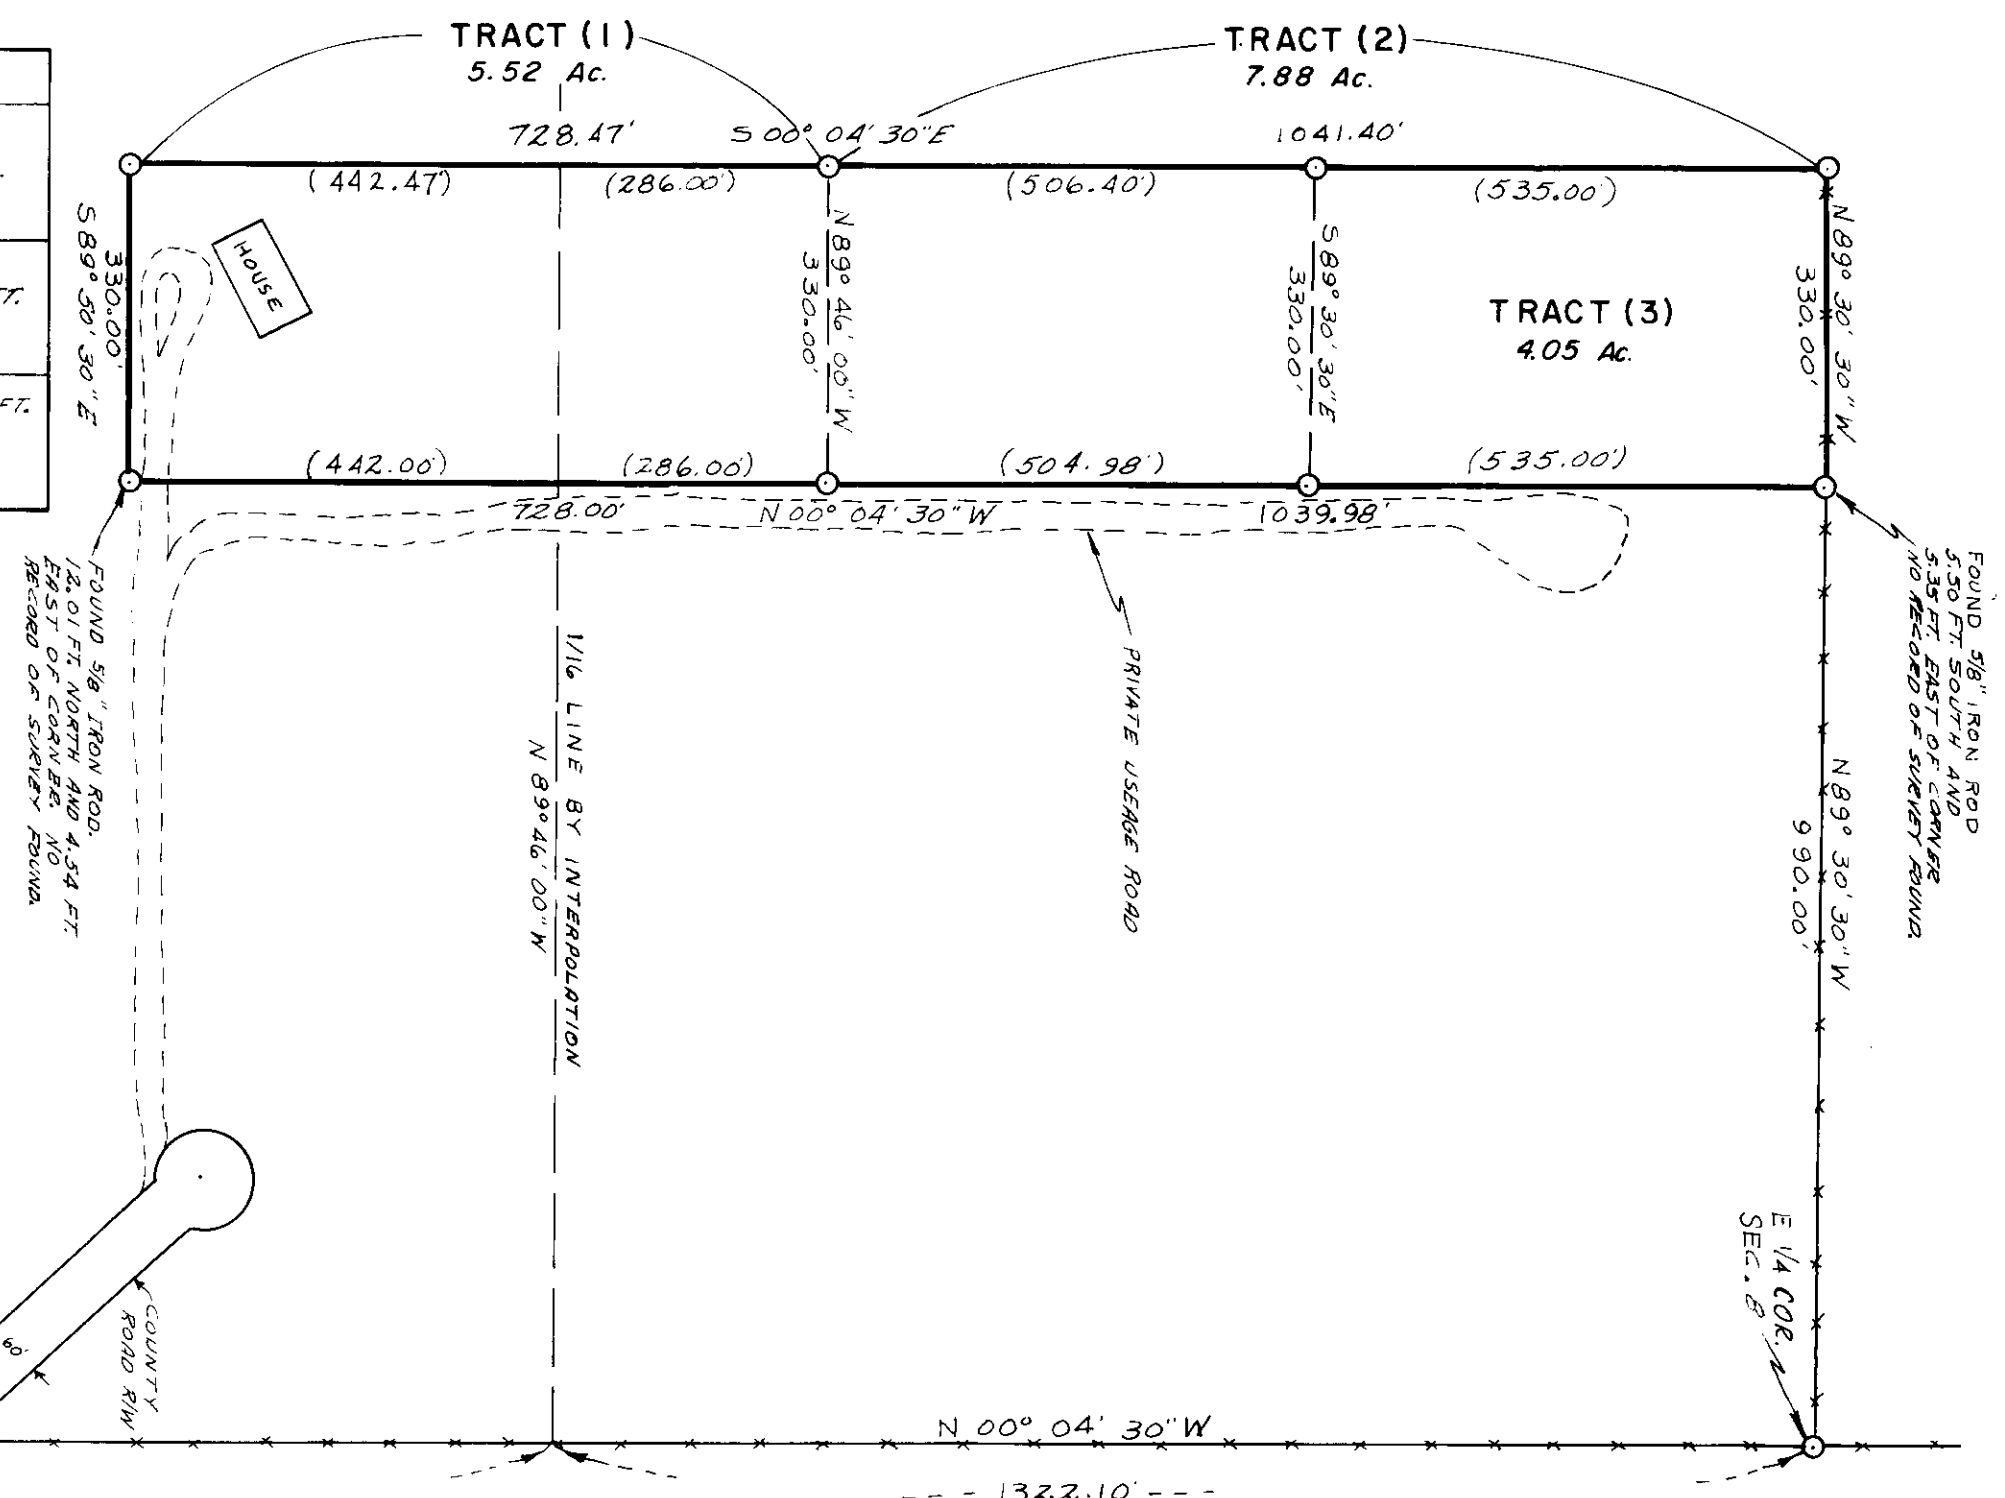 TRACT (1)
5.52 Ac.
TRACT (2)
7.88 Ac.
728.47'
S 00° 04' 30" E
1041.40'
(442.47')
(286.00')
(506.40')
(535.00')
S 89° 50' 30" E
330.00'
HOUSE
N 89° 46' 00" W
330.00'
S 89° 30' 30" E
330.00'
TRACT (3)
4.05 Ac.
N 89° 30' 30" W
330.00'
FT.
FT.
(442.00')
(286.00')
(504.98')
(535.00')
728.00'
N 00° 04' 30" W
1039.98'
FOUND 5/8" IRON ROD.
12.01 FT. NORTH AND 4.54 FT.
EAST OF CORNER. NO
RECORD OF SURVEY FOUND.
1/16 LINE BY INTERPOLATION
N 89° 46' 00" W
PRIVATE USEAGE ROAD
FOUND 5/8" IRON ROD
5.50 FT. SOUTH AND
5.35 FT. EAST OF CORNER
NO RECORD OF SURVEY FOUND.
N 89° 30' 30" W
990.00'
E 1/4 COR.
SEC. 8
COUNTY
ROAD R/W
60'
N 00° 04' 30" W
1322.10'